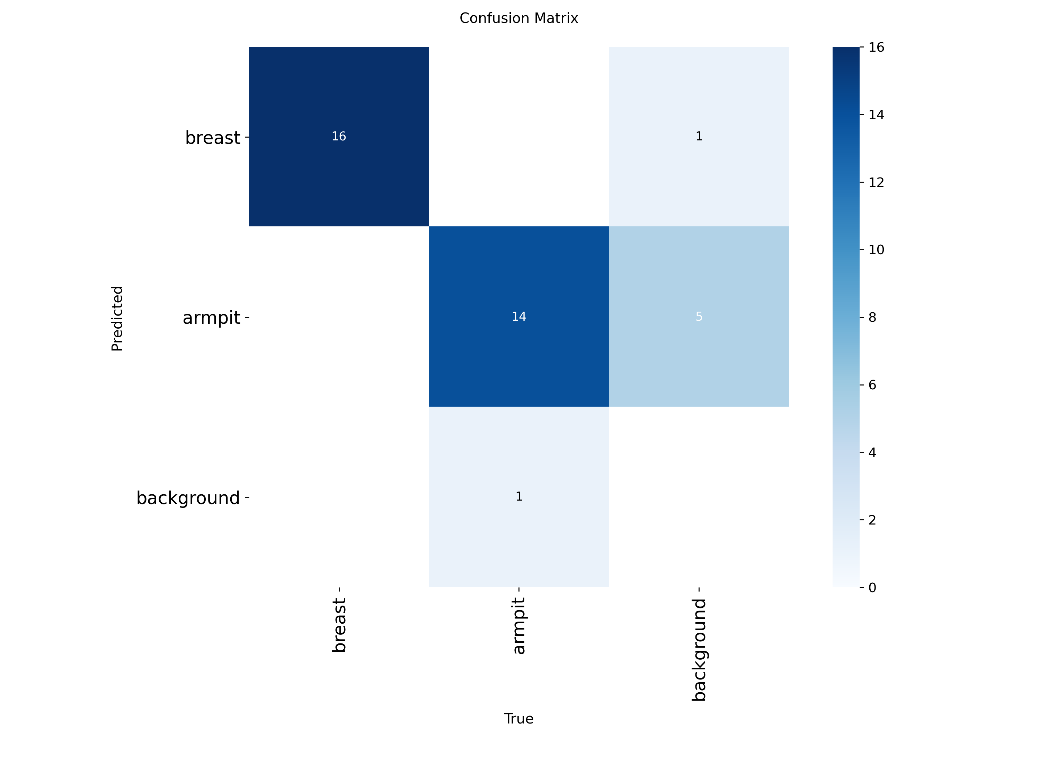 Confusion Matrix
breast
16
1
armpit
14
5
background
1
Predicted
breast
armpit
background
True
16
14
12
10
8
6
4
2
0